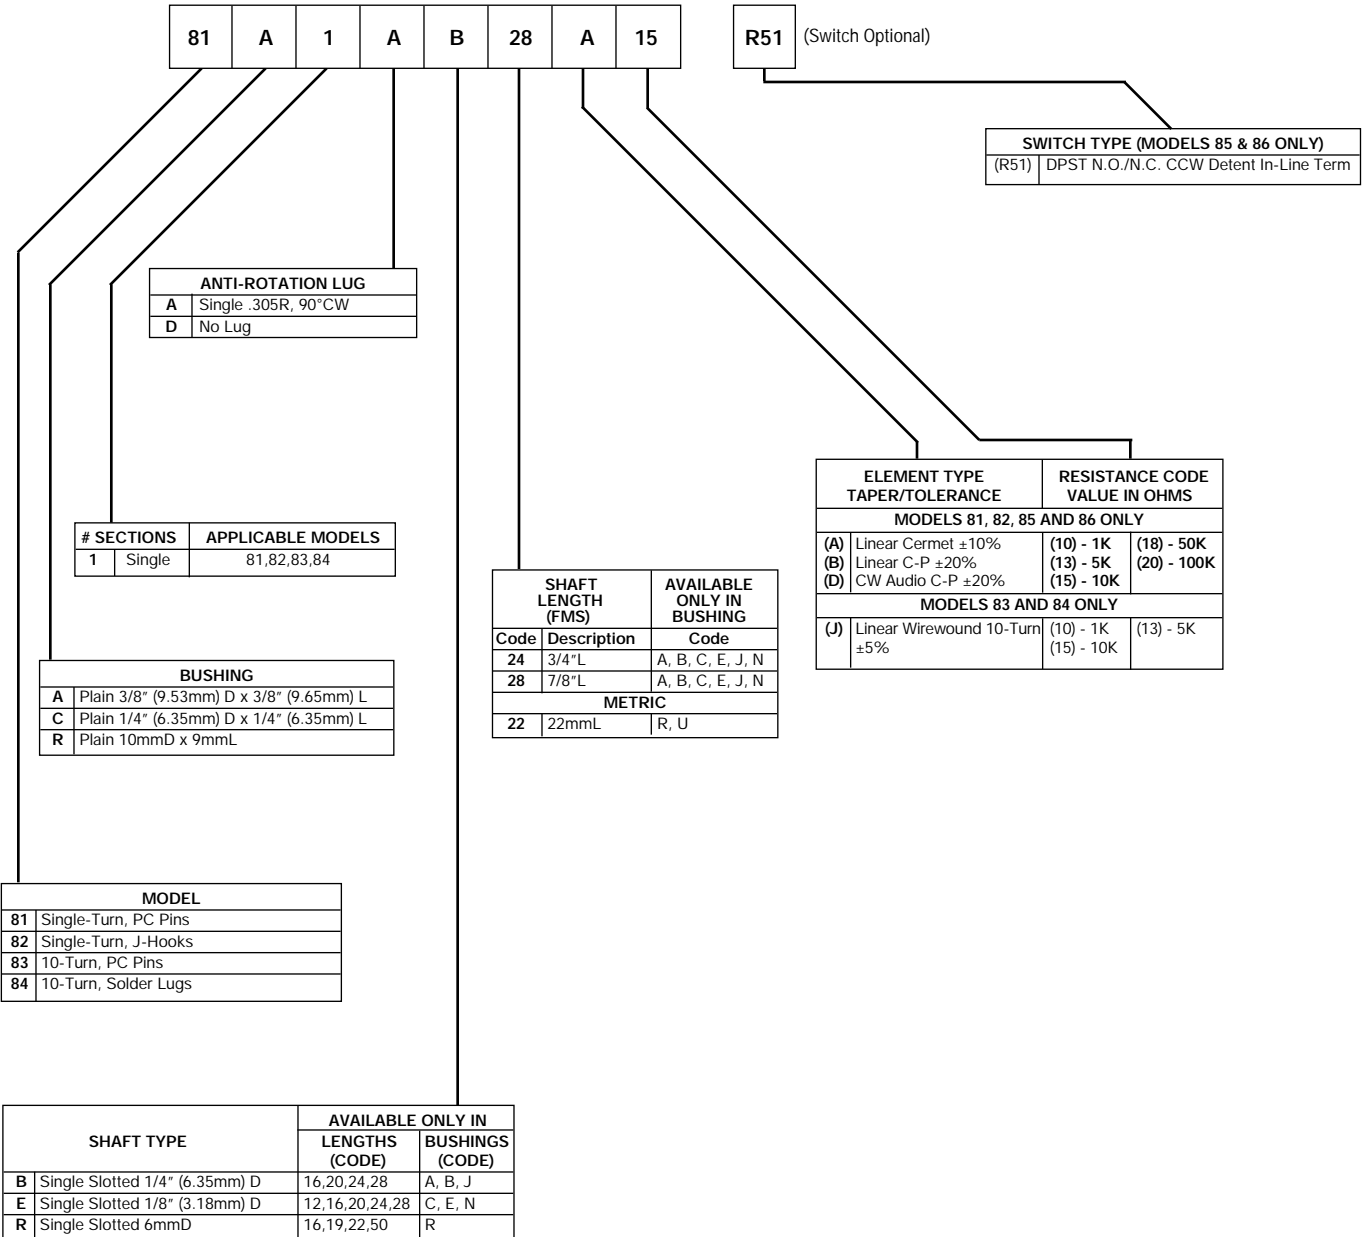 81 A 1 A B 28 A 15 R51 (Switch Optional)
SWITCH TYPE (MODELS 85 & 86 ONLY)
(R51) DPST N.O./N.C. CCW Detent In-Line Term
ANTI-ROTATION LUG
A Single .305R, 90°CW
D No Lug
ELEMENT TYPE TAPER/TOLERANCE
RESISTANCE CODE VALUE IN OHMS
MODELS 81, 82, 85 AND 86 ONLY
(A) Linear Cermet ±10% (10) - 1K (18) - 50K
(B) Linear C-P ±20% (13) - 5K (20) - 100K
(D) CW Audio C-P ±20% (15) - 10K
MODELS 83 AND 84 ONLY
(J) Linear Wirewound 10-Turn (10) - 1K (13) - 5K
±5% (15) - 10K
# SECTIONS APPLICABLE MODELS
1 Single 81,82,83,84
SHAFT LENGTH (FMS)
AVAILABLE ONLY IN BUSHING
Code Description Code
24 3/4″L A, B, C, E, J, N
28 7/8″L A, B, C, E, J, N
METRIC
22 22mmL R, U
BUSHING
A Plain 3/8″ (9.53mm) D x 3/8″ (9.65mm) L
C Plain 1/4″ (6.35mm) D x 1/4″ (6.35mm) L
R Plain 10mmD x 9mmL
MODEL
81 Single-Turn, PC Pins
82 Single-Turn, J-Hooks
83 10-Turn, PC Pins
84 10-Turn, Solder Lugs
SHAFT TYPE
AVAILABLE ONLY IN
LENGTHS (CODE)
BUSHINGS (CODE)
B Single Slotted 1/4″ (6.35mm) D 16,20,24,28 A, B, J
E Single Slotted 1/8″ (3.18mm) D 12,16,20,24,28 C, E, N
R Single Slotted 6mmD 16,19,22,50 R